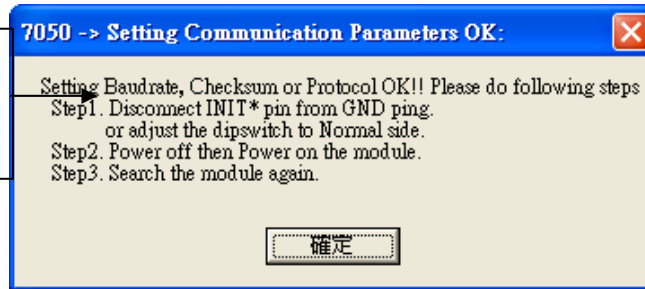 7050 -> Setting Communication Parameters OK:
Setting Baudrate, Checksum or Protocol OK!! Please do following steps
Step1. Disconnect INIT* pin from GND ping.
or adjust the dipswitch to Normal side.
Step2. Power off then Power on the module.
Step3. Search the module again.
確定